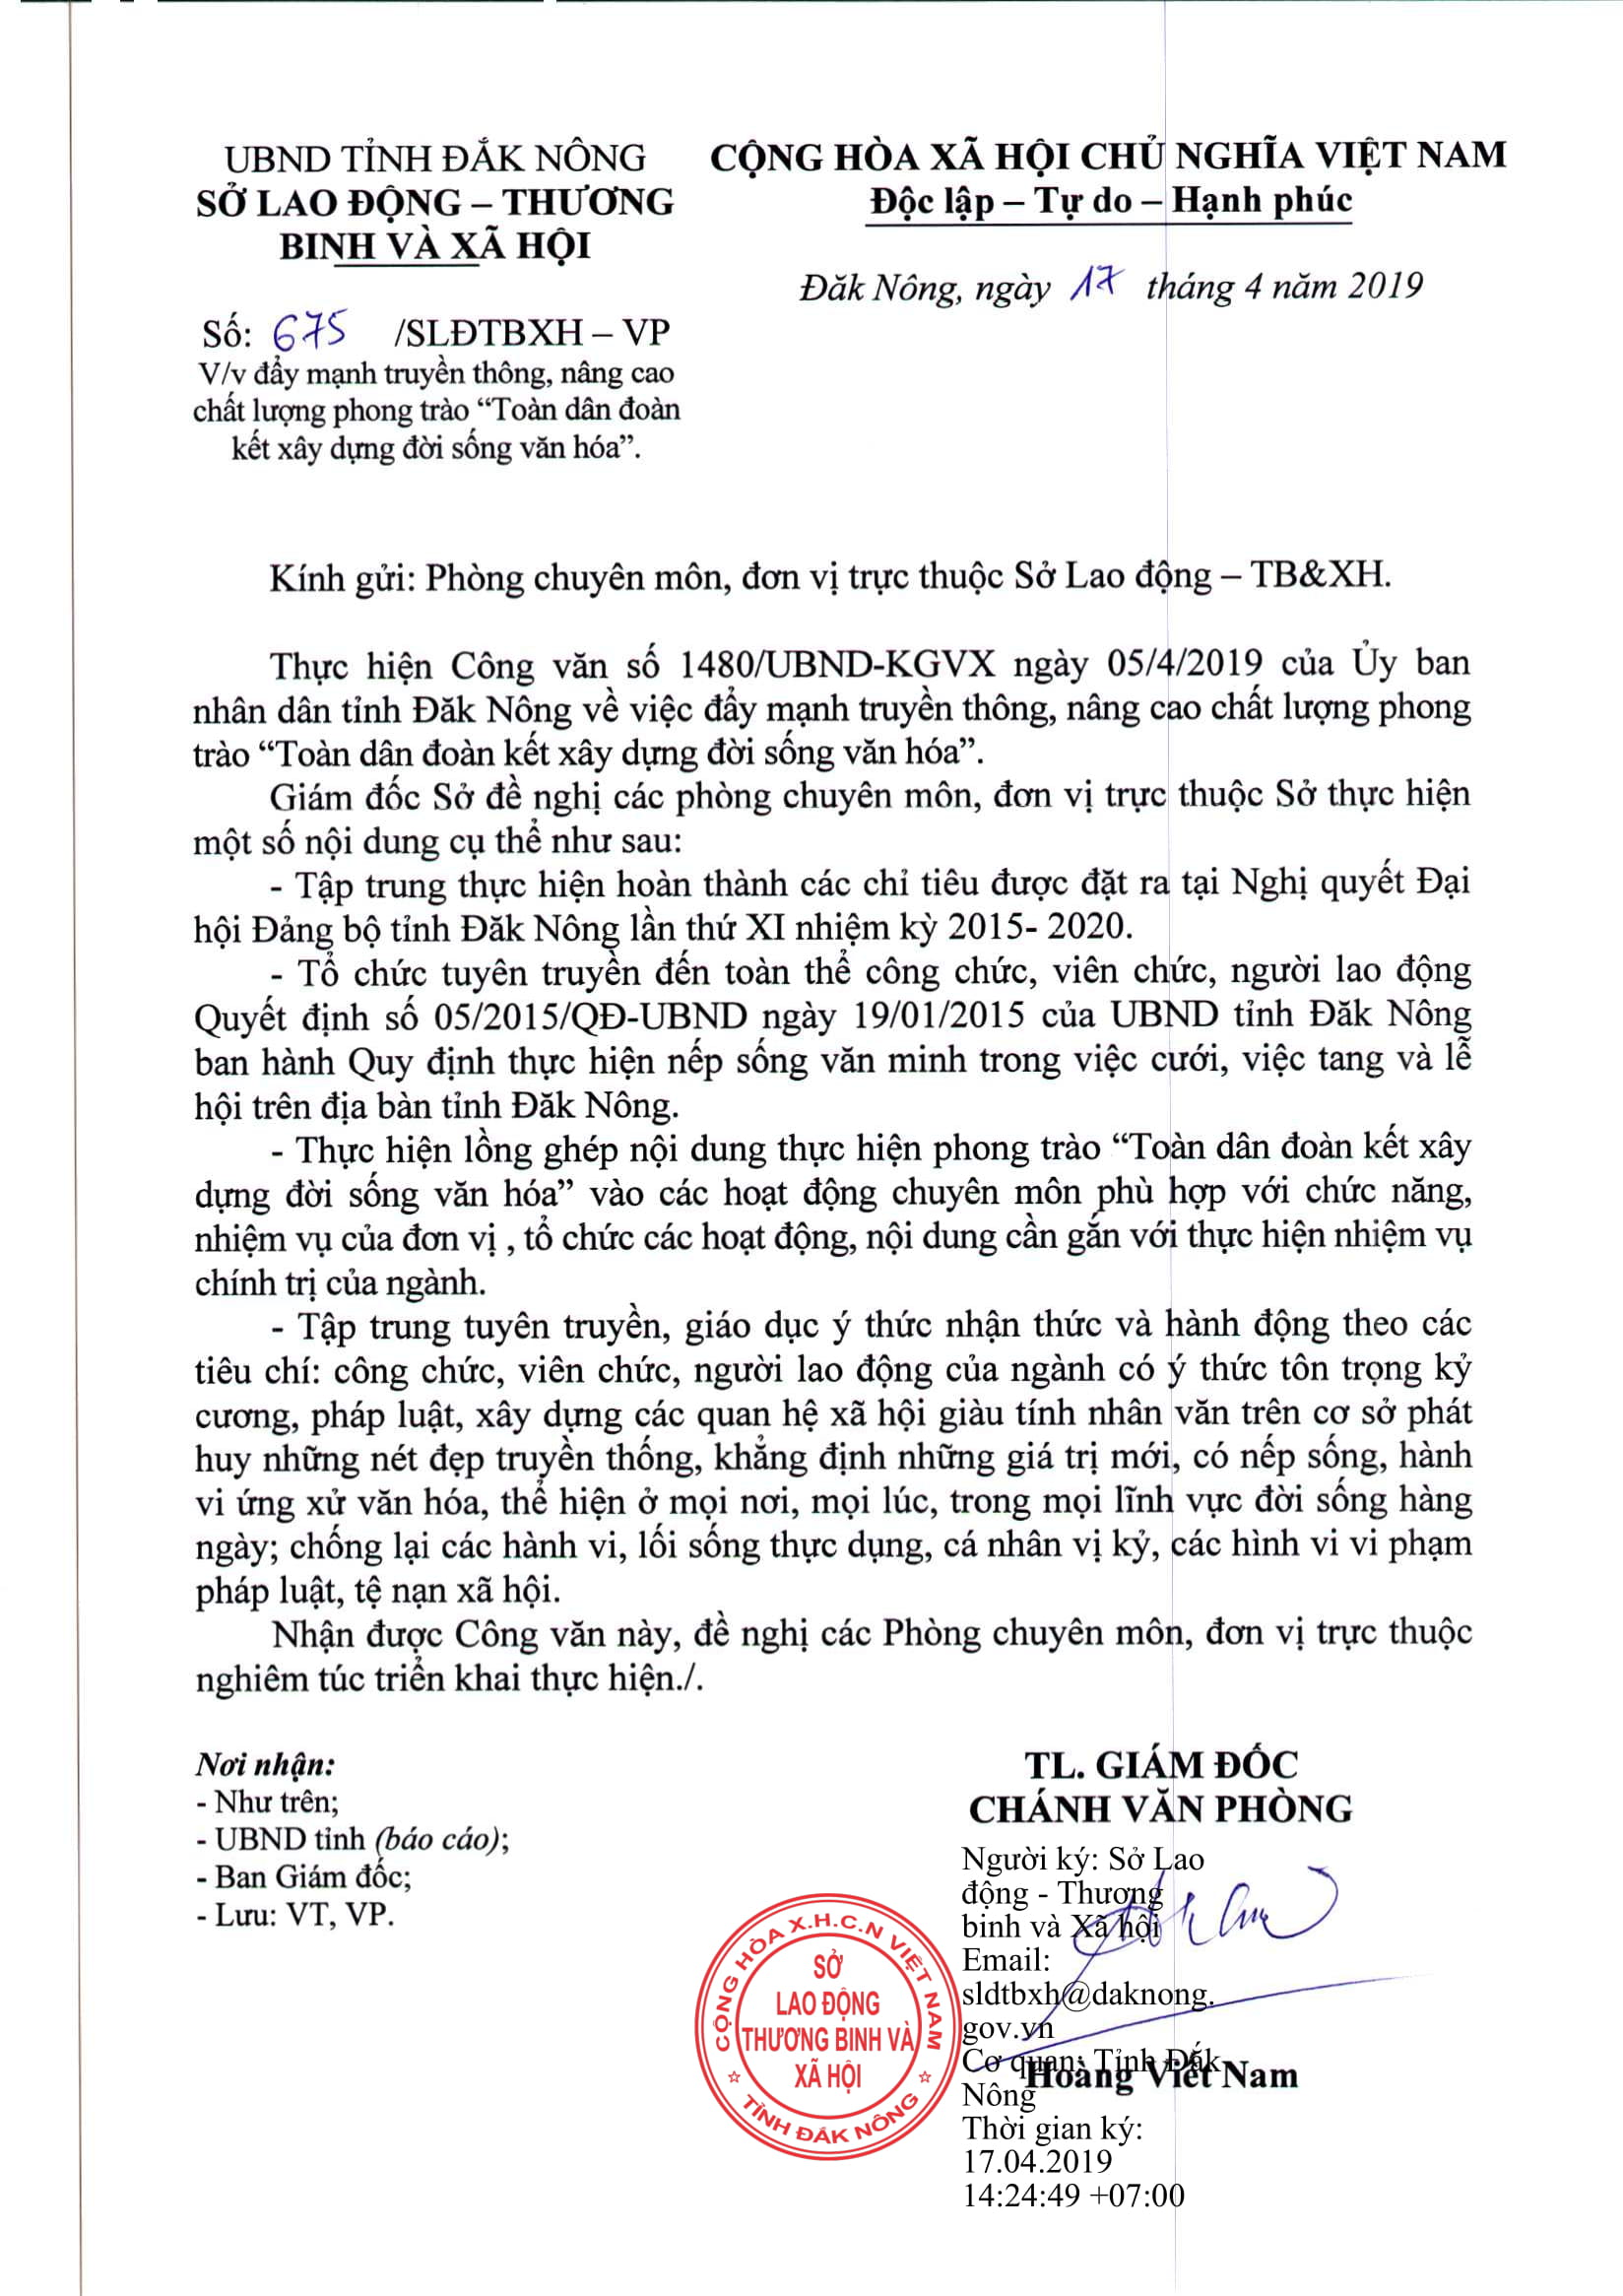 UBND TỈNH ĐẮK NÔNG
SỞ LAO ĐỘNG – THƯƠNG
BINH VÀ XÃ HỘI
CỘNG HÒA XÃ HỘI CHỦ NGHĨA VIỆT NAM
Độc lập – Tự do – Hạnh phúc
Đăk Nông, ngày 17 tháng 4 năm 2019
Số: 675 /SLĐTBXH – VP
V/v đẩy mạnh truyền thông, nâng cao
chất lượng phong trào “Toàn dân đoàn
kết xây dựng đời sống văn hóa”.
Kính gửi: Phòng chuyên môn, đơn vị trực thuộc Sở Lao động – TB&XH.
Thực hiện Công văn số 1480/UBND-KGVX ngày 05/4/2019 của Ủy ban
nhân dân tỉnh Đăk Nông về việc đẩy mạnh truyền thông, nâng cao chất lượng phong
trào “Toàn dân đoàn kết xây dựng đời sống văn hóa”.
Giám đốc Sở đề nghị các phòng chuyên môn, đơn vị trực thuộc Sở thực hiện
một số nội dung cụ thể như sau:
- Tập trung thực hiện hoàn thành các chỉ tiêu được đặt ra tại Nghị quyết Đại
hội Đảng bộ tỉnh Đăk Nông lần thứ XI nhiệm kỳ 2015- 2020.
- Tổ chức tuyên truyền đến toàn thể công chức, viên chức, người lao động
Quyết định số 05/2015/QĐ-UBND ngày 19/01/2015 của UBND tỉnh Đăk Nông
ban hành Quy định thực hiện nếp sống văn minh trong việc cưới, việc tang và lễ
hội trên địa bàn tỉnh Đăk Nông.
- Thực hiện lồng ghép nội dung thực hiện phong trào “Toàn dân đoàn kết xây
dựng đời sống văn hóa” vào các hoạt động chuyên môn phù hợp với chức năng,
nhiệm vụ của đơn vị , tổ chức các hoạt động, nội dung cần gắn với thực hiện nhiệm vụ
chính trị của ngành.
- Tập trung tuyên truyền, giáo dục ý thức nhận thức và hành động theo các
tiêu chí: công chức, viên chức, người lao động của ngành có ý thức tôn trọng kỷ
cương, pháp luật, xây dựng các quan hệ xã hội giàu tính nhân văn trên cơ sở phát
huy những nét đẹp truyền thống, khẳng định những giá trị mới, có nếp sống, hành
vi ứng xử văn hóa, thể hiện ở mọi nơi, mọi lúc, trong mọi lĩnh vực đời sống hàng
ngày; chống lại các hành vi, lối sống thực dụng, cá nhân vị kỷ, các hình vi vi phạm
pháp luật, tệ nạn xã hội.
Nhận được Công văn này, đề nghị các Phòng chuyên môn, đơn vị trực thuộc
nghiêm túc triển khai thực hiện./.
Nơi nhận:
- Như trên;
- UBND tỉnh (báo cáo);
- Ban Giám đốc;
- Lưu: VT, VP.
TL. GIÁM ĐỐC
CHÁNH VĂN PHÒNG
Người ký: Sở Lao
động - Thương
binh và Xã hội
Email:
sldtbxh@daknong.
gov.vn
Cơ quan: Tỉnh Đắk
Nông
Thời gian ký:
17.04.2019
14:24:49 +07:00
Hoàng Viết Nam
CỘNG HÒA X.H.C.N VIỆT NAM
SỞ
LAO ĐỘNG
THƯƠNG BINH VÀ
XÃ HỘI
TỈNH ĐẮK NÔNG